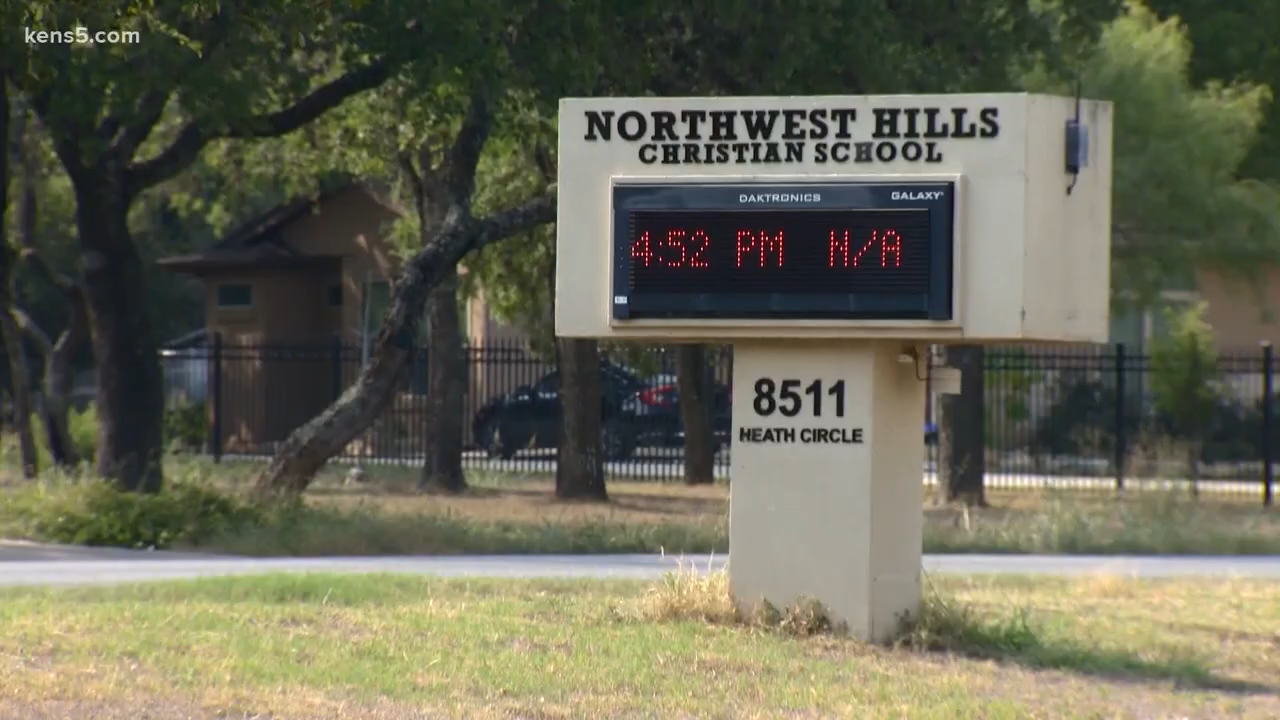 kens5.com
NORTHWEST HILLS
CHRISTIAN SCHOOL
DAKTRONICS GALAXY®
4:52 PM N/A
8511
HEATH CIRCLE